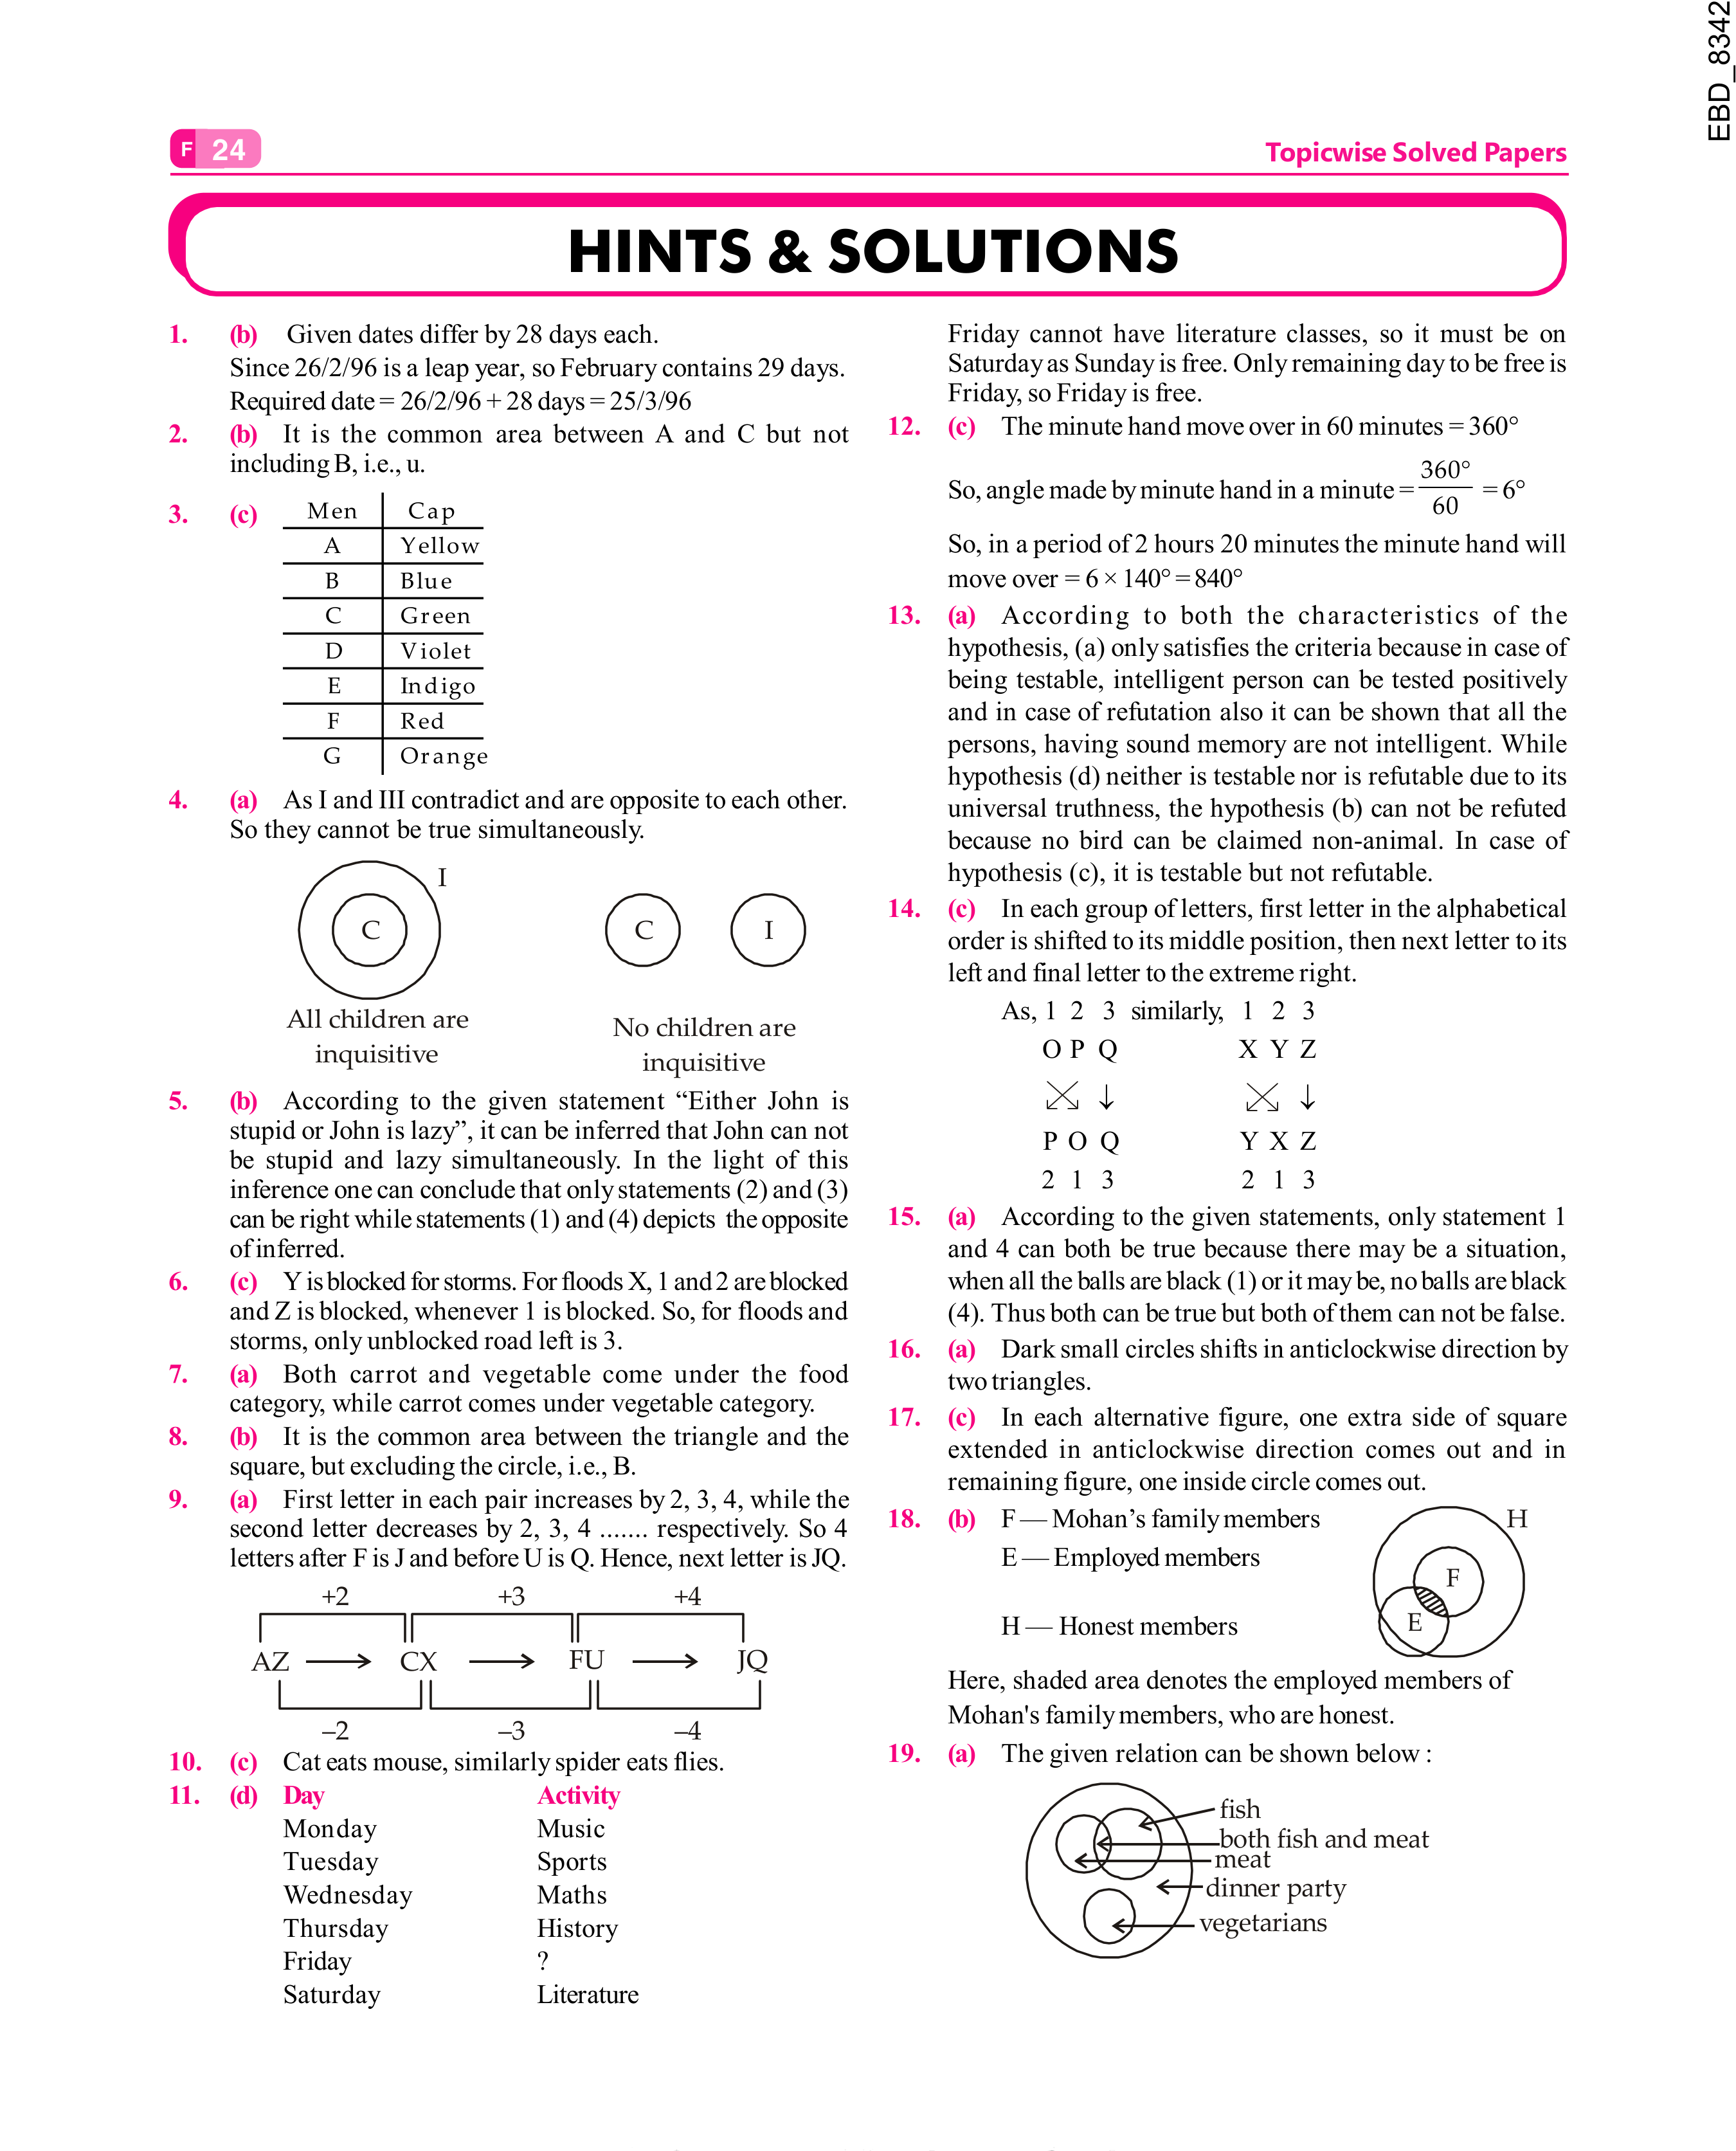 EBD_8342
F 24
Topicwise Solved Papers
HINTS & SOLUTIONS
1. (b) Given dates differ by 28 days each.
Since 26/2/96 is a leap year, so February contains 29 days.
Required date = 26/2/96 + 28 days = 25/3/96
2. (b) It is the common area between A and C but not
including B, i.e., u.
3. (c) Men Cap
A Yellow
B Blue
C Green
D Violet
E Indigo
F Red
G Orange
4. (a) As I and III contradict and are opposite to each other.
So they cannot be true simultaneously.
I
C C I
All children are
inquisitive
No children are
inquisitive
5. (b) According to the given statement “Either John is
stupid or John is lazy”, it can be inferred that John can not
be stupid and lazy simultaneously. In the light of this
inference one can conclude that only statements (2) and (3)
can be right while statements (1) and (4) depicts the opposite
of inferred.
6. (c) Y is blocked for storms. For floods X, 1 and 2 are blocked
and Z is blocked, whenever 1 is blocked. So, for floods and
storms, only unblocked road left is 3.
7. (a) Both carrot and vegetable come under the food
category, while carrot comes under vegetable category.
8. (b) It is the common area between the triangle and the
square, but excluding the circle, i.e., B.
9. (a) First letter in each pair increases by 2, 3, 4, while the
second letter decreases by 2, 3, 4 ....... respectively. So 4
letters after F is J and before U is Q. Hence, next letter is JQ.
+2 +3 +4
AZ CX FU JQ
–2 –3 –4
10. (c) Cat eats mouse, similarly spider eats flies.
11. (d) Day Activity
Monday Music
Tuesday Sports
Wednesday Maths
Thursday History
Friday ?
Saturday Literature
Friday cannot have literature classes, so it must be on
Saturday as Sunday is free. Only remaining day to be free is
Friday, so Friday is free.
12. (c) The minute hand move over in 60 minutes = 360°
So, angle made by minute hand in a minute = 360° / 60 = 6°
So, in a period of 2 hours 20 minutes the minute hand will
move over = 6 × 140° = 840°
13. (a) According to both the characteristics of the
hypothesis, (a) only satisfies the criteria because in case of
being testable, intelligent person can be tested positively
and in case of refutation also it can be shown that all the
persons, having sound memory are not intelligent. While
hypothesis (d) neither is testable nor is refutable due to its
universal truthness, the hypothesis (b) can not be refuted
because no bird can be claimed non-animal. In case of
hypothesis (c), it is testable but not refutable.
14. (c) In each group of letters, first letter in the alphabetical
order is shifted to its middle position, then next letter to its
left and final letter to the extreme right.
As, 1 2 3 similarly, 1 2 3
O P Q X Y Z
↓ ↓
P O Q Y X Z
2 1 3 2 1 3
15. (a) According to the given statements, only statement 1
and 4 can both be true because there may be a situation,
when all the balls are black (1) or it may be, no balls are black
(4). Thus both can be true but both of them can not be false.
16. (a) Dark small circles shifts in anticlockwise direction by
two triangles.
17. (c) In each alternative figure, one extra side of square
extended in anticlockwise direction comes out and in
remaining figure, one inside circle comes out.
18. (b) F — Mohan’s family members
E — Employed members
H — Honest members
H
F
E
Here, shaded area denotes the employed members of
Mohan's family members, who are honest.
19. (a) The given relation can be shown below :
fish
both fish and meat
meat
dinner party
vegetarians